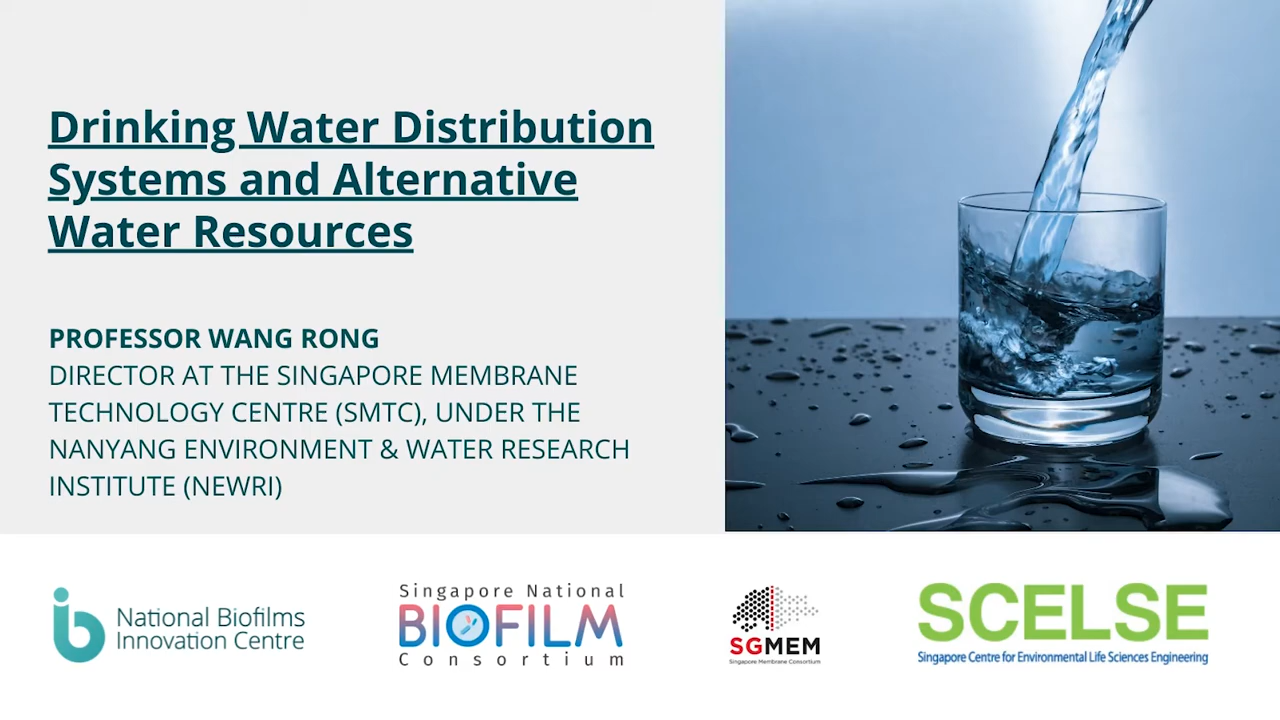 Drinking Water Distribution
Systems and Alternative
Water Resources
PROFESSOR WANG RONG
DIRECTOR AT THE SINGAPORE MEMBRANE
TECHNOLOGY CENTRE (SMTC), UNDER THE
NANYANG ENVIRONMENT & WATER RESEARCH
INSTITUTE (NEWRI)
National Biofilms
Innovation Centre
Singapore National
BIOFILM
Consortium
SGMEM
Singapore Membrane Consortium
SCELSE
Singapore Centre for Environmental Life Sciences Engineering